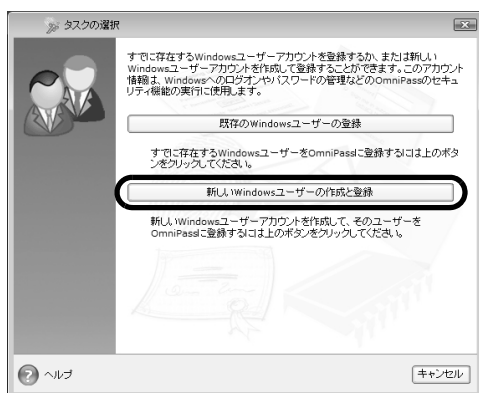 タスクの選択
すでに存在するWindowsユーザーアカウントを登録するか、または新しい
Windowsユーザーアカウントを作成して登録することができます。このアカウント
情報は、Windowsへのログオンやパスワードの管理などのOmniPassのセキュ
リティ機能の実行に使用します。
既存のWindowsユーザーの登録
すでに存在するWindowsユーザーをOmniPassに登録するには上のボタ
ンをクリックしてください。
新しいWindowsユーザーの作成と登録
新しいWindowsユーザーアカウントを作成して、そのユーザーを
OmniPassに登録するには上のボタンをクリックしてください。
ヘルプ
キャンセル